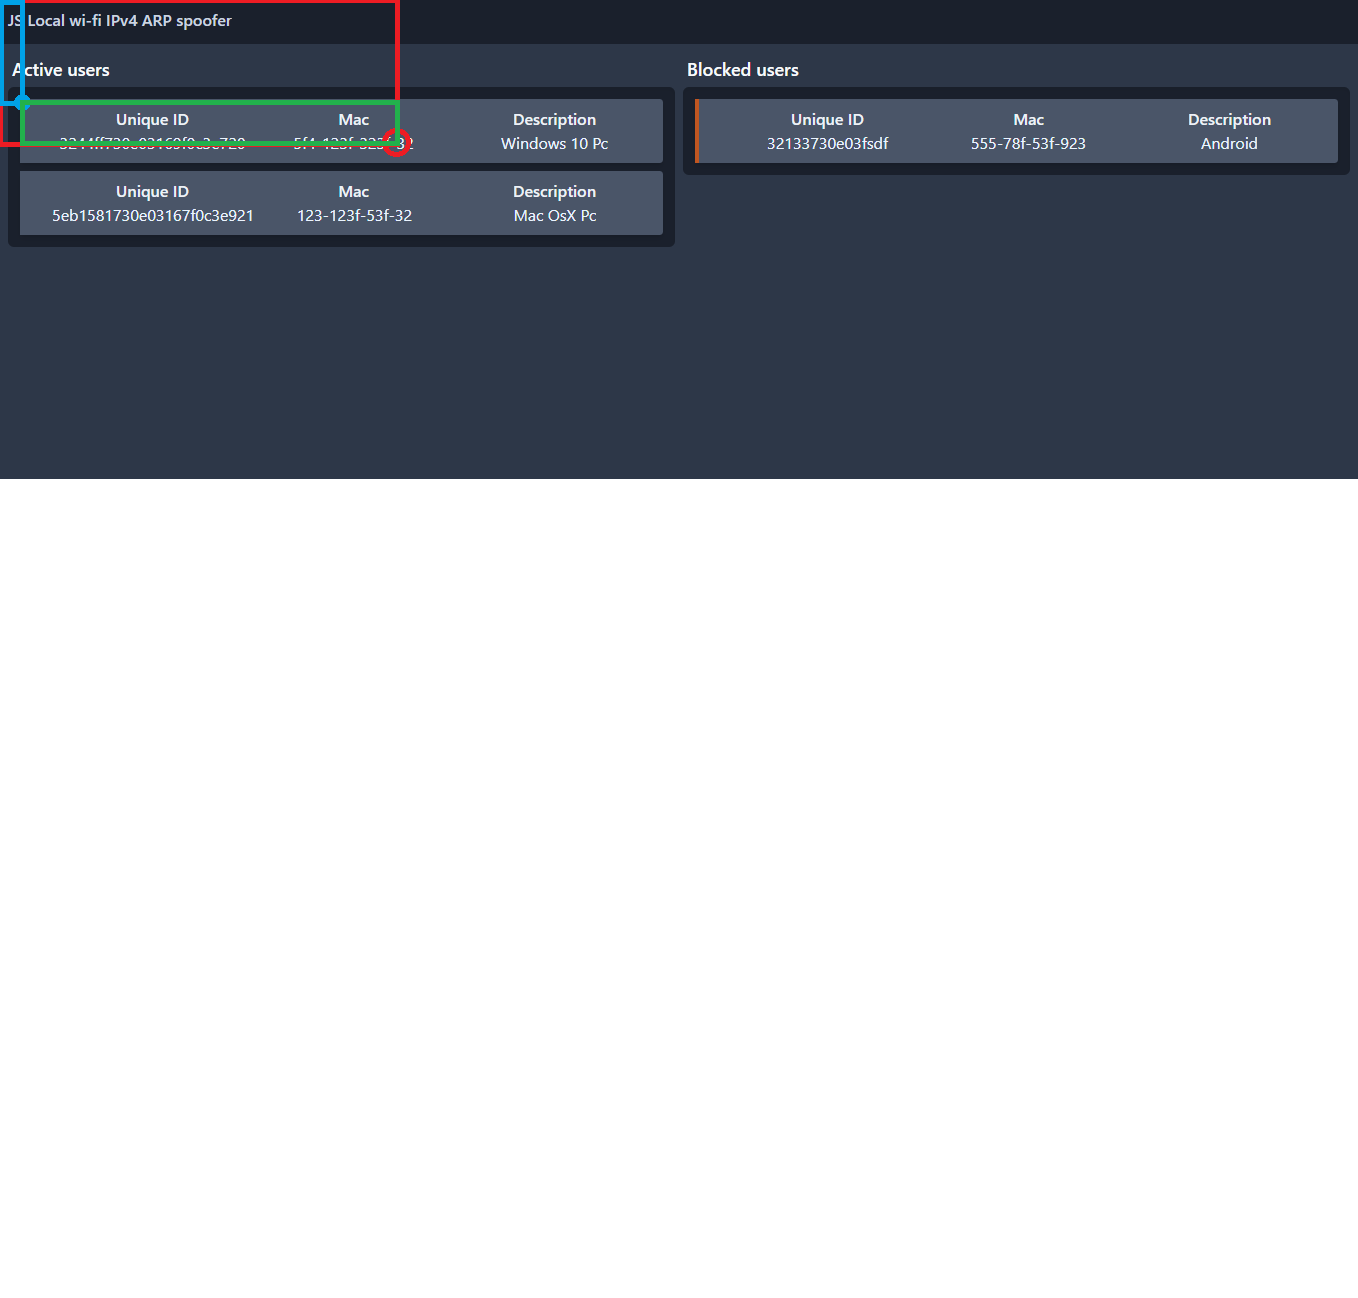 JS Local wi-fi IPv4 ARP spoofer
Active users
Unique ID Mac Description
Windows 10 Pc
Unique ID Mac Description
5eb1581730e03167f0c3e921 123-123f-53f-32 Mac OsX Pc
Blocked users
Unique ID Mac Description
32133730e03fsdf 555-78f-53f-923 Android